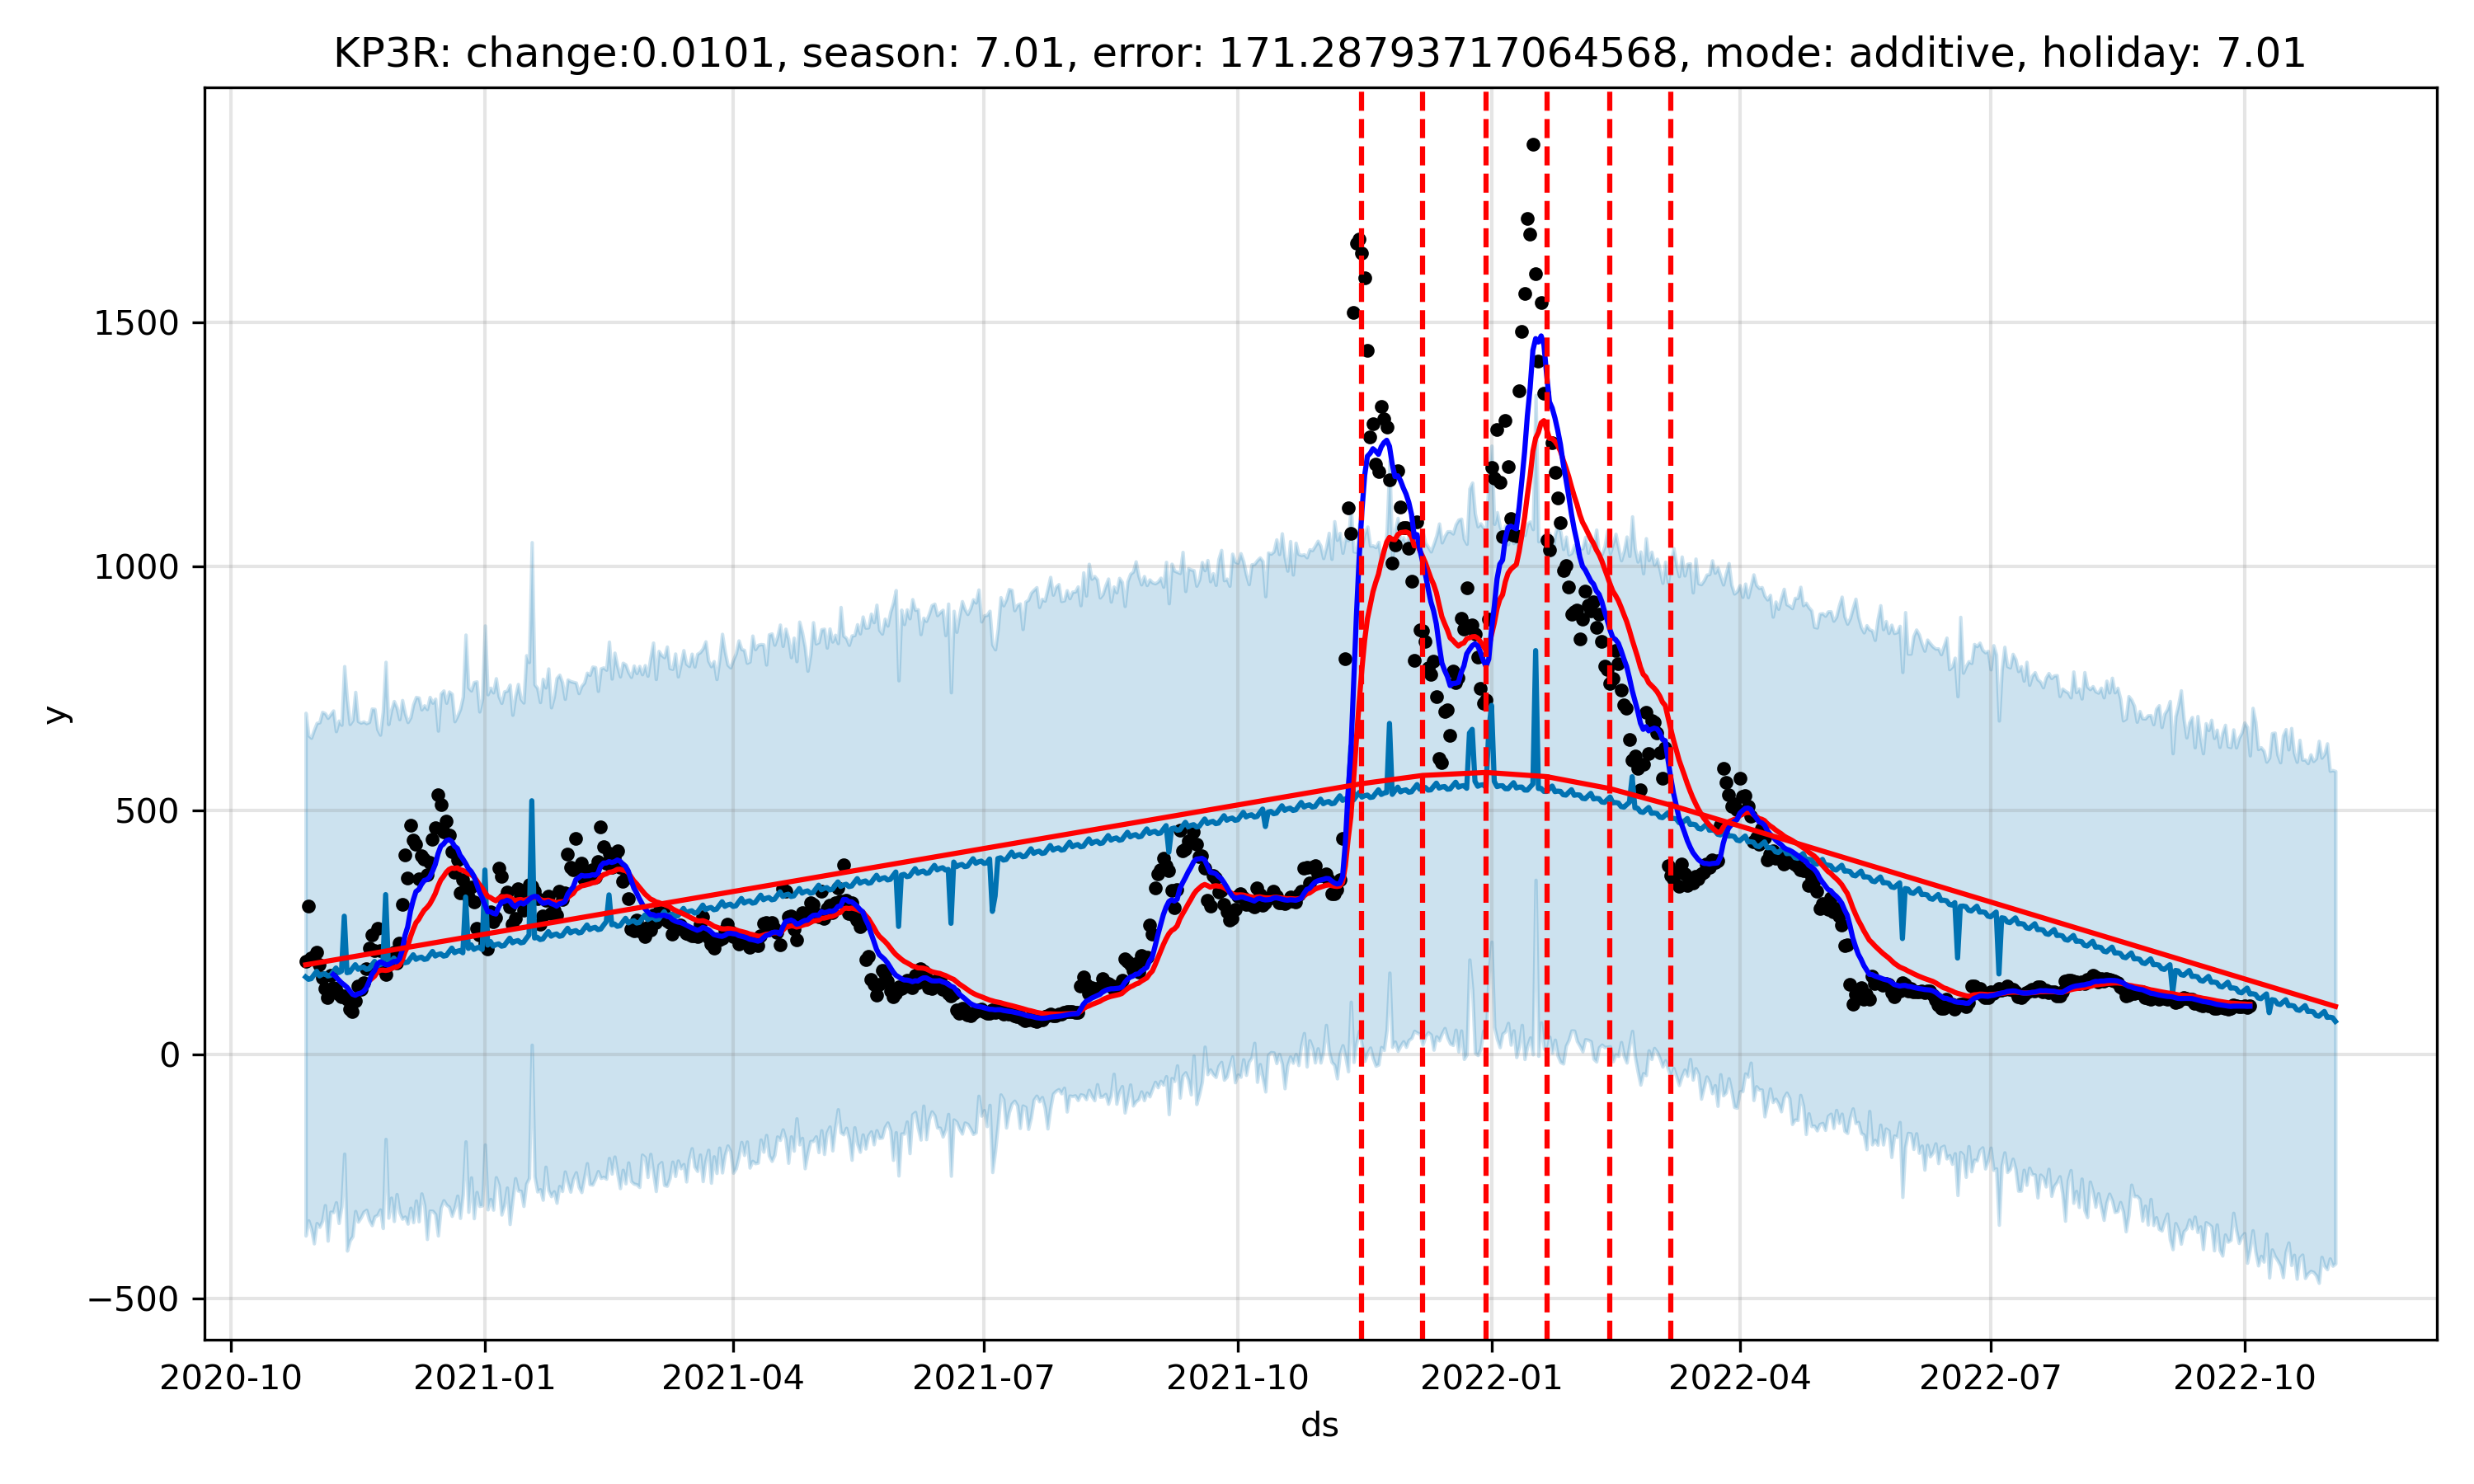 KP3R: change:0.0101, season: 7.01, error: 171.28793717064568, mode: additive, holiday: 7.01
y
1500
1000
500
0
−500
2020-10 2021-01 2021-04 2021-07 2021-10 2022-01 2022-04 2022-07 2022-10
ds